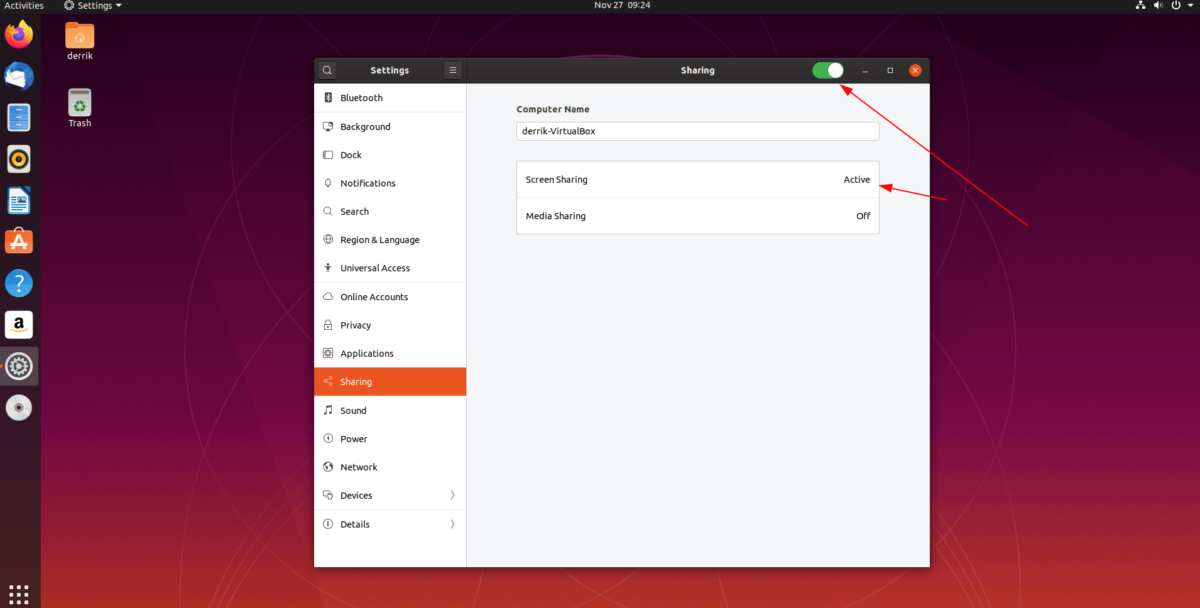 Activities Settings Nov 27 09:24
derrik
Trash
Settings Sharing
Bluetooth
Background
Dock
Notifications
Search
Region & Language
Universal Access
Online Accounts
Privacy
Applications
Sharing
Sound
Power
Network
Devices
Details
Computer Name
derrik-VirtualBox
Screen Sharing Active
Media Sharing Off
?
a